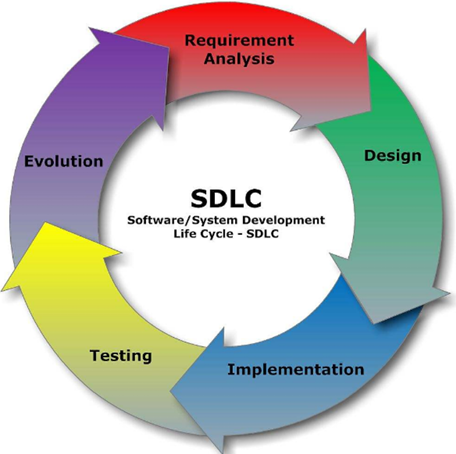 Requirement
Analysis
Design
Implementation
Testing
Evolution
SDLC
Software/System Development
Life Cycle - SDLC